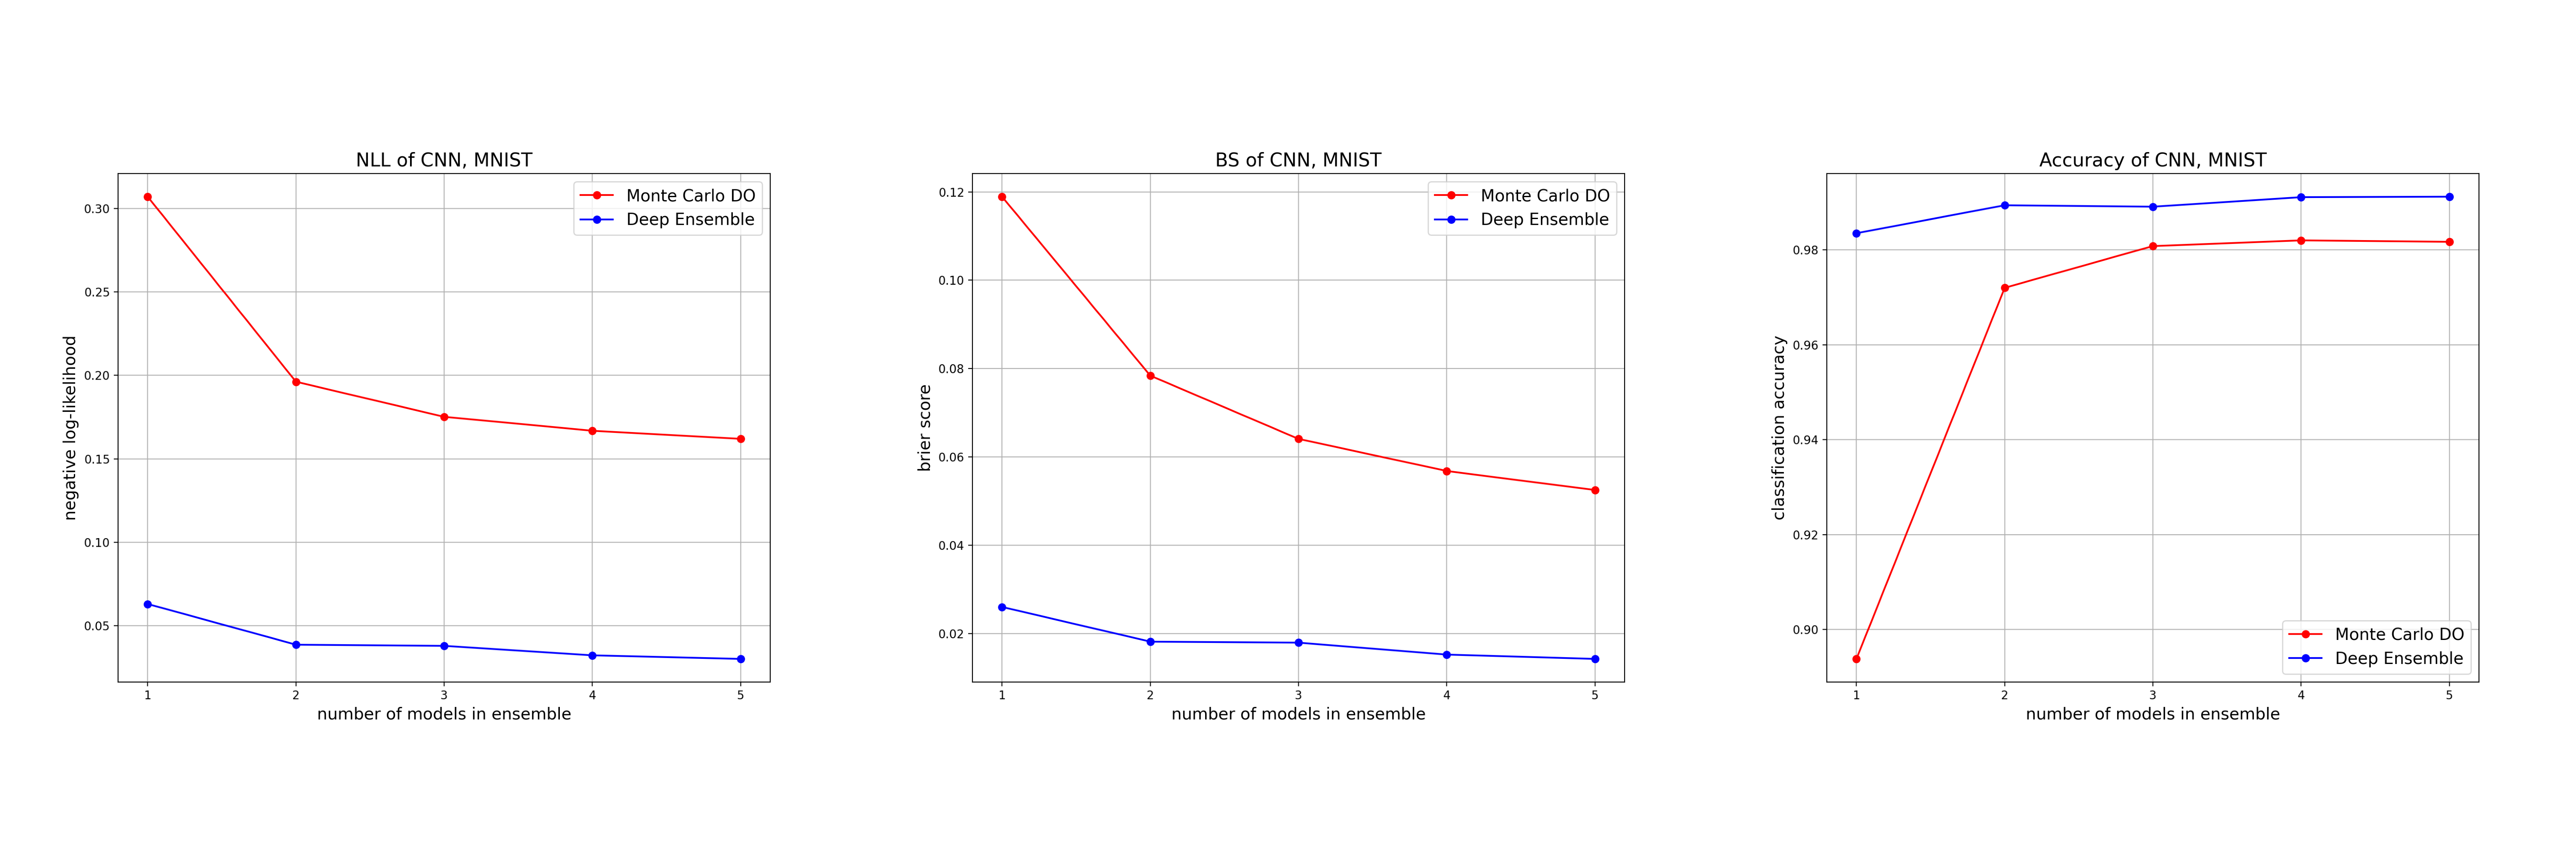 NLL of CNN, MNIST
Monte Carlo DO
Deep Ensemble
negative log-likelihood
0.30
0.25
0.20
0.15
0.10
0.05
1 2 3 4 5
number of models in ensemble
BS of CNN, MNIST
Monte Carlo DO
Deep Ensemble
brier score
0.12
0.10
0.08
0.06
0.04
0.02
1 2 3 4 5
number of models in ensemble
Accuracy of CNN, MNIST
classification accuracy
0.98
0.96
0.94
0.92
0.90
Monte Carlo DO
Deep Ensemble
1 2 3 4 5
number of models in ensemble